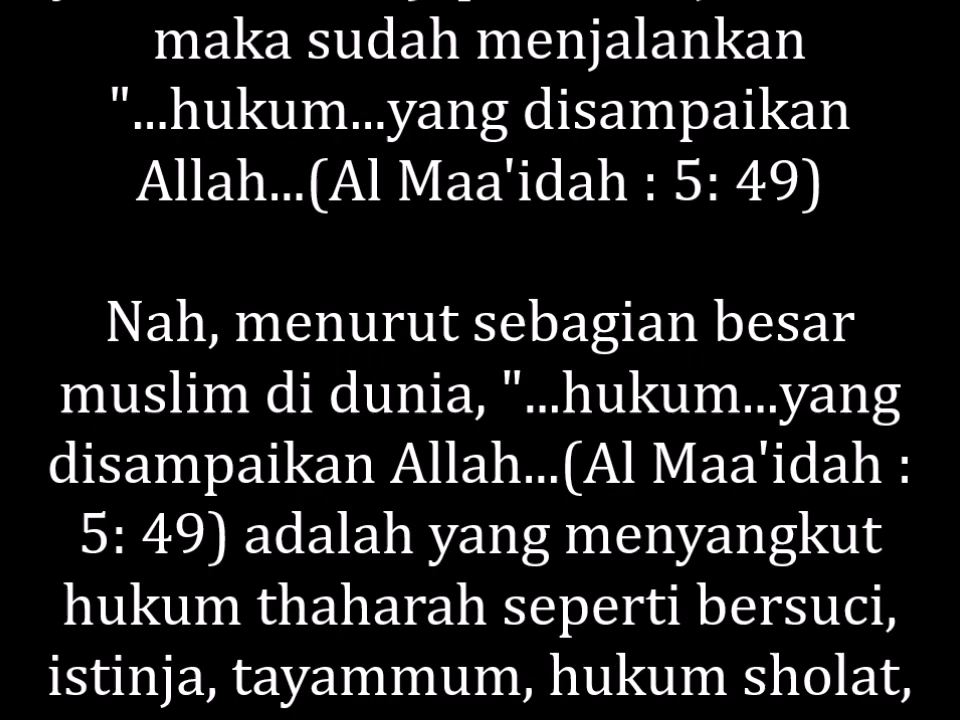 maka sudah menjalankan
"...hukum...yang disampaikan
Allah...(Al Maa'idah : 5: 49)
Nah, menurut sebagian besar
muslim di dunia, "...hukum...yang
disampaikan Allah...(Al Maa'idah :
5: 49) adalah yang menyangkut
hukum thaharah seperti bersuci,
istinja, tayammum, hukum sholat,